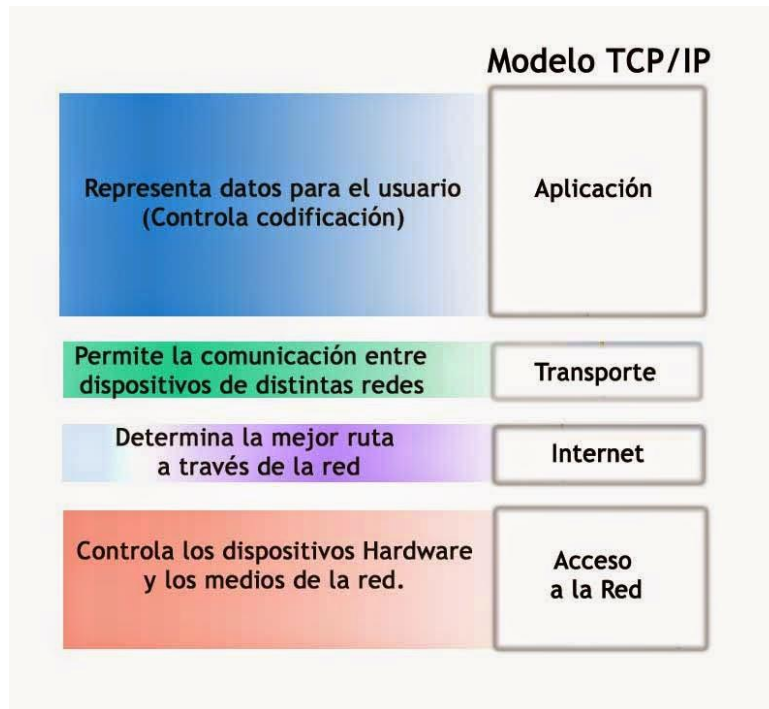 Modelo TCP/IP
Representa datos para el usuario
(Controla codificación)
Aplicación
Permite la comunicación entre
dispositivos de distintas redes
Transporte
Determina la mejor ruta
a través de la red
Internet
Controla los dispositivos Hardware
y los medios de la red.
Acceso
a la Red